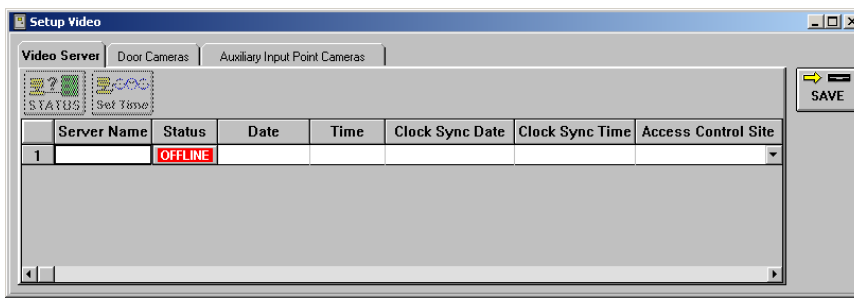 Setup Video
Video Server Door Cameras Auxiliary Input Point Cameras
STATUS Set Time SAVE
Server Name Status Date Time Clock Sync Date Clock Sync Time Access Control Site
1 OFFLINE